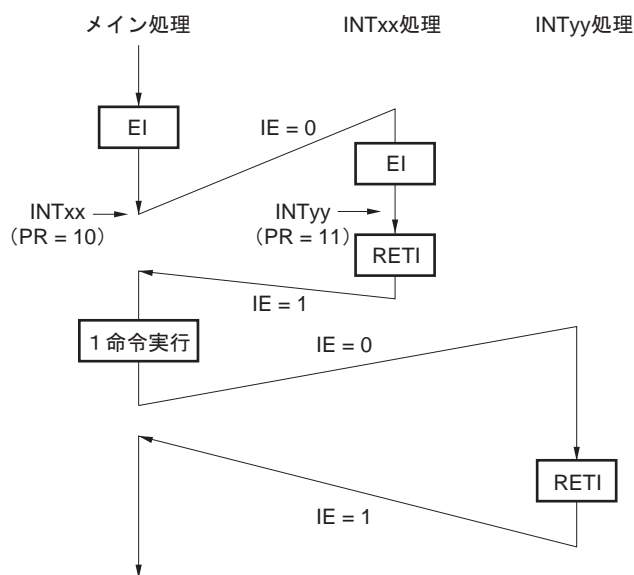 メイン処理 INTxx処理 INTyy処理
EI
IE = 0
EI
INTxx
（PR = 10）
INTyy
（PR = 11）
RETI
IE = 1
１命令実行
IE = 0
RETI
IE = 1